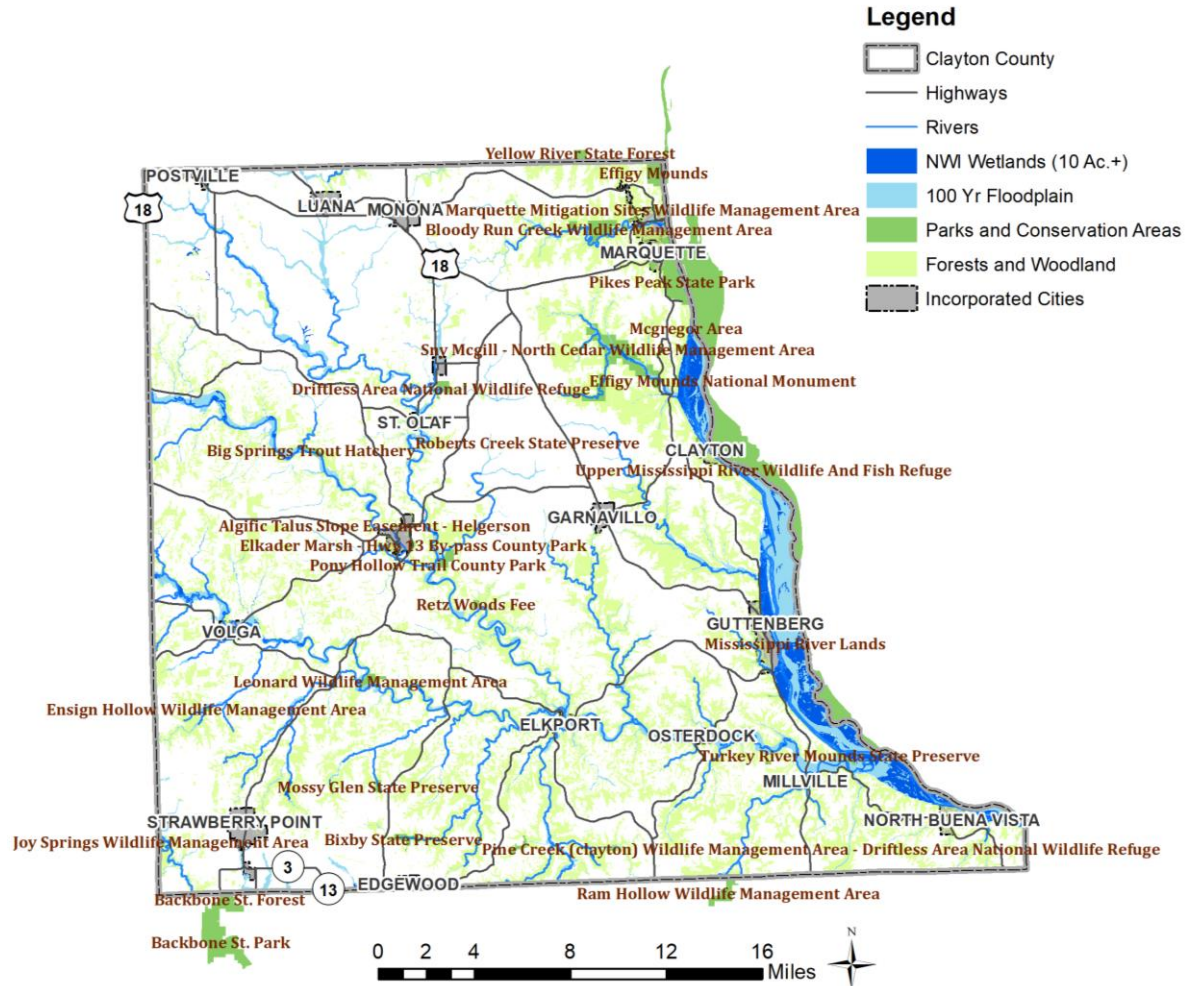 Legend
Clayton County
Highways
Rivers
NWI Wetlands (10 Ac.+)
100 Yr Floodplain
Parks and Conservation Areas
Forests and Woodland
Incorporated Cities
Yellow River State Forest
Effigy Mounds
POSTVILLE
18
LUANA
MONONA
Marquette Mitigation Sites Wildlife Management Area
Bloody Run Creek Wildlife Management Area
MARQUETTE
18
Pikes Peak State Park
Mcgregor Area
Sny Mcgill - North Cedar Wildlife Management Area
Effigy Mounds National Monument
Driftless Area National Wildlife Refuge
ST. OLAF
Roberts Creek State Preserve
Big Springs Trout Hatchery
CLAYTON
Upper Mississippi River Wildlife And Fish Refuge
GARNAVILLO
Algific Talus Slope Easement - Helgerson
Elkader Marsh - Hwy 13 By-pass County Park
Pony Hollow Trail County Park
Retz Woods Fee
GUTTENBERG
VOLGA
Mississippi River Lands
Leonard Wildlife Management Area
Ensign Hollow Wildlife Management Area
ELKPORT
OSTERDOCK
Turkey River Mounds State Preserve
MILLVILLE
Mossy Glen State Preserve
STRAWBERRY POINT
NORTH BUENA VISTA
Joy Springs Wildlife Management Area
Bixby State Preserve
Pine Creek (clayton) Wildlife Management Area - Driftless Area National Wildlife Refuge
3
13
EDGEWOOD
Ram Hollow Wildlife Management Area
Backbone St. Forest
Backbone St. Park
0 2 4 8 12 16
Miles
N